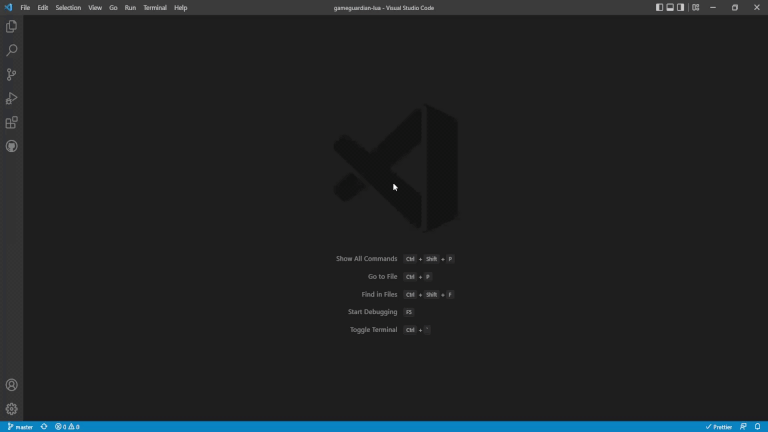 File Edit Selection View Go Run Terminal Help
gameguardian-lua - Visual Studio Code
Show All Commands Ctrl + Shift + P
Go to File Ctrl + P
Find in Files Ctrl + Shift + F
Start Debugging F5
Toggle Terminal Ctrl + `
master 0 0 Prettier